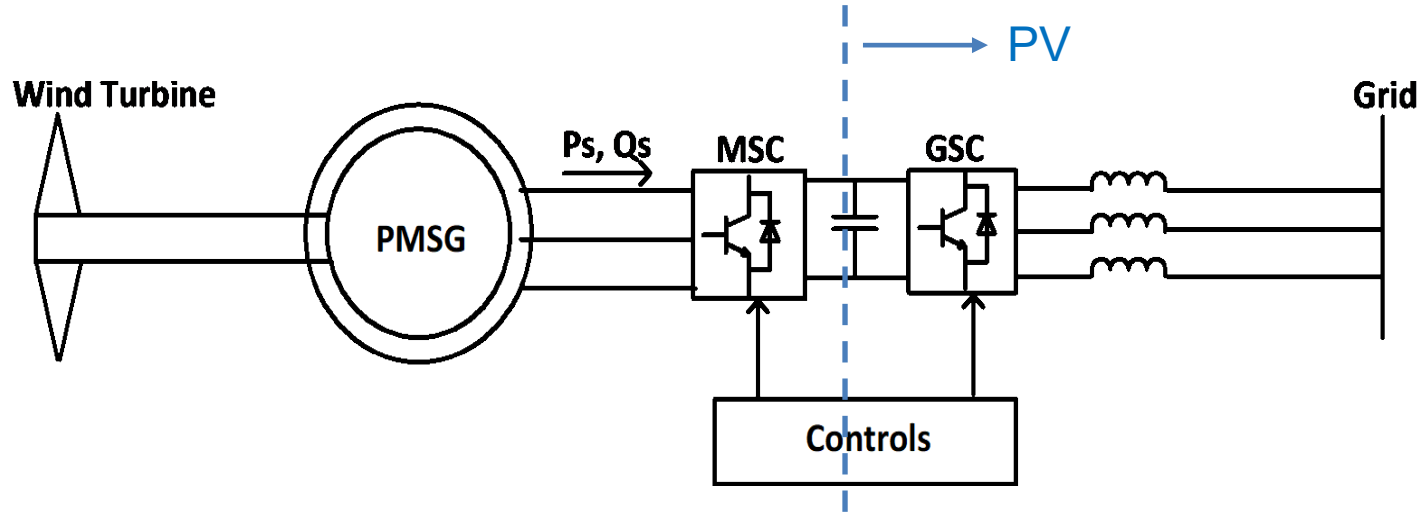 PV
Wind Turbine
Grid
Ps, Qs
MSC
GSC
PMSG
Controls